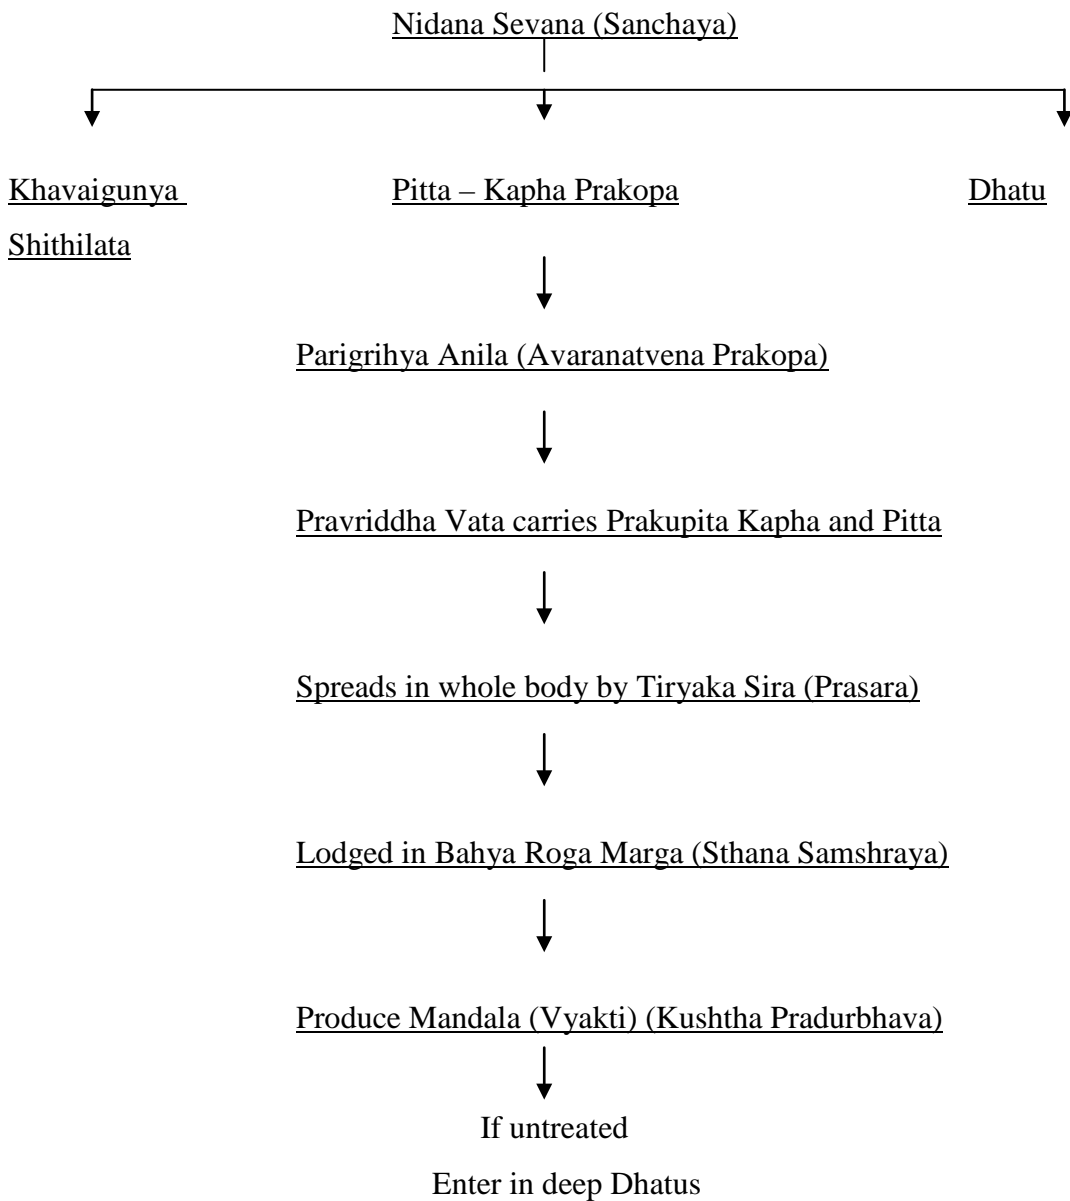 Nidana Sevana (Sanchaya)
Khavaigunya Pitta – Kapha Prakopa Dhatu
Shithilata
Parigrihya Anila (Avaranatvena Prakopa)
Pravriddha Vata carries Prakupita Kapha and Pitta
Spreads in whole body by Tiryaka Sira (Prasara)
Lodged in Bahya Roga Marga (Sthana Samshraya)
Produce Mandala (Vyakti) (Kushtha Pradurbhava)
If untreated
Enter in deep Dhatus